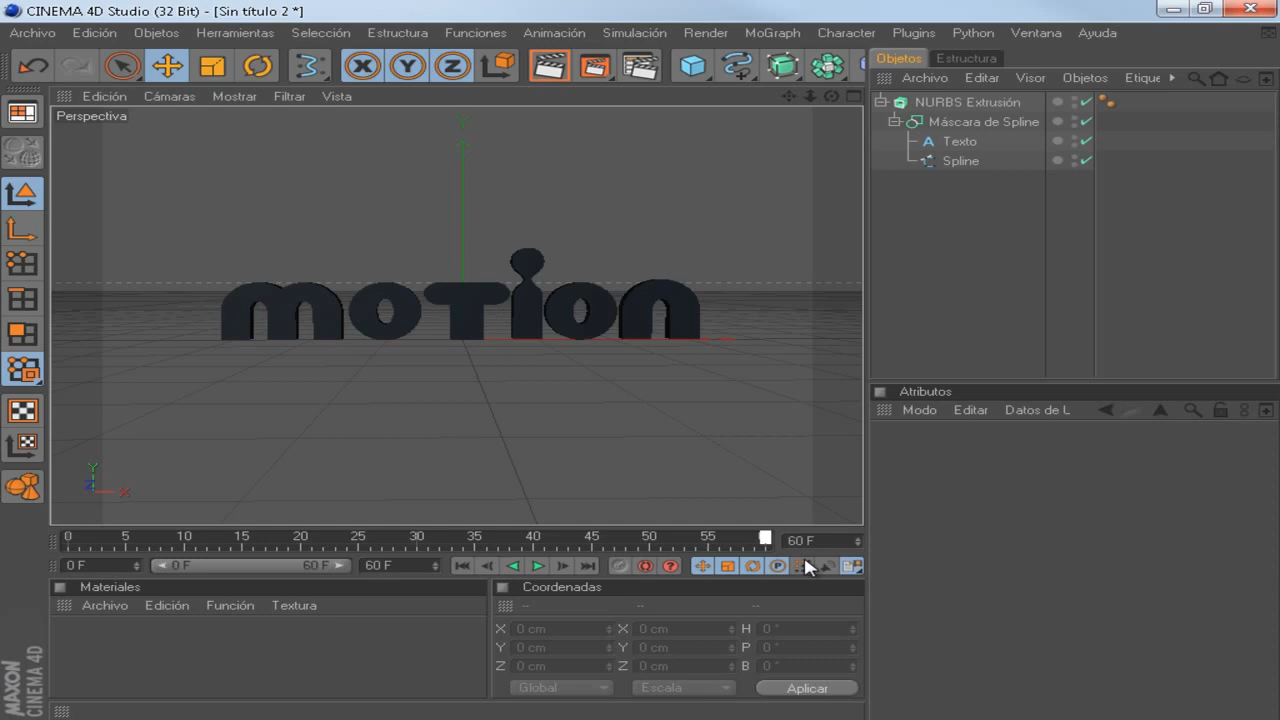 CINEMA 4D Studio (32 Bit) - [Sin título 2 *]
Archivo Edición Objetos Herramientas Selección Estructura Funciones Animación Simulación Render MoGraph Character Plugins Python Ventana Ayuda
X Y Z
Objetos Estructura
Archivo Editar Visor Objetos Etique
Edición Cámaras Mostrar Filtrar Vista
Perspectiva
NURBS Extrusión
Máscara de Spline
Texto
Spline
Y
motion
Atributos
Modo Editar Datos de L
Y
Z X
0 5 10 15 20 25 30 35 40 45 50 55
60 F
0 F 0 F 60 F 60 F
Materiales
Archivo Edición Función Textura
Coordenadas
-- -- --
X 0 cm X 0 cm H 0 °
Y 0 cm Y 0 cm P 0 °
Z 0 cm Z 0 cm B 0 °
Global Escala Aplicar
MAXON
CINEMA 4D